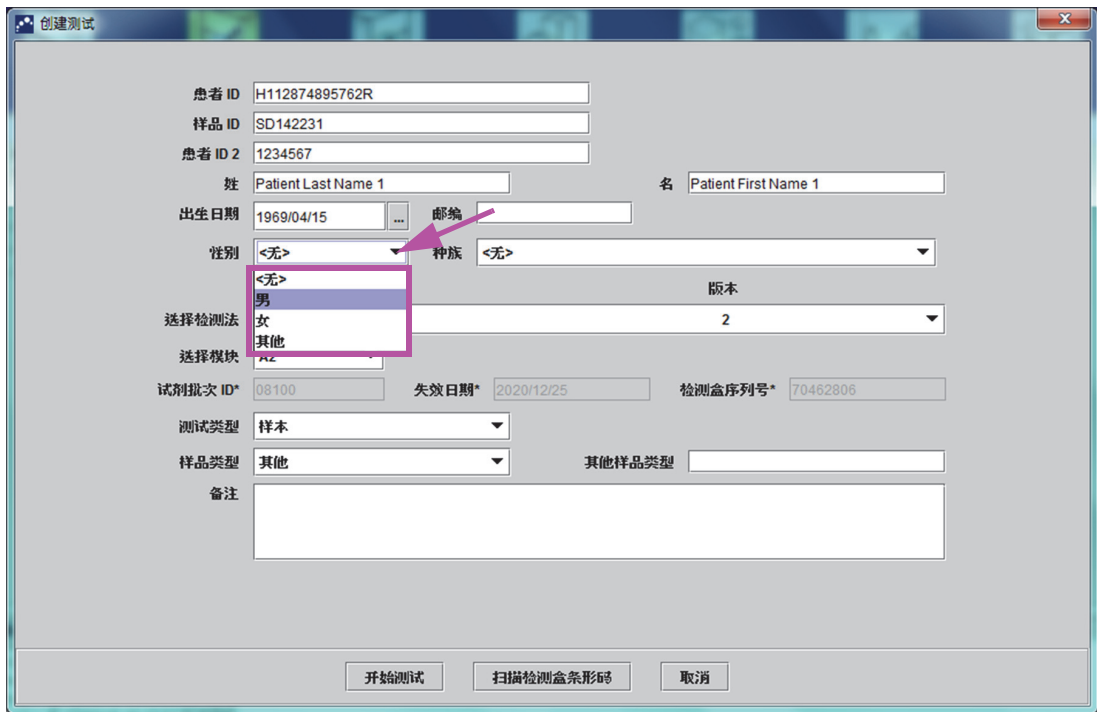 创建测试
患者 ID H112874895762R
样品 ID SD142231
患者 ID 2 1234567
姓 Patient Last Name 1 名 Patient First Name 1
出生日期 1969/04/15 ... 邮编
性别 <无> 种族 <无>
<无>
版本
男
选择检测法 女 2
其他
选择模块 A2
试剂批次 ID* 08100 失效日期* 2020/12/25 检测盒序列号* 70462806
测试类型 样本
样品类型 其他 其他样品类型
备注
开始测试 扫描检测盒条形码 取消